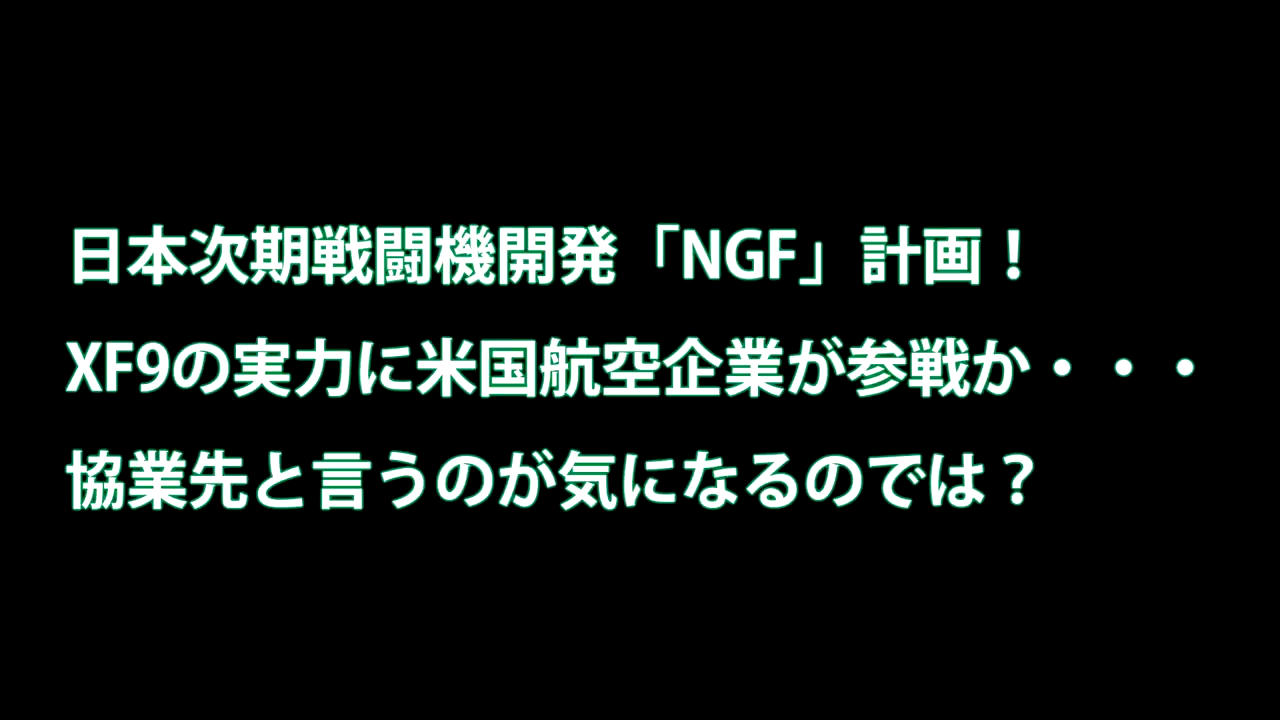 日本次期戦闘機開発「NGF」計画！
XF9の実力に米国航空企業が参戦か・・・
協業先と言うのが気になるのでは？